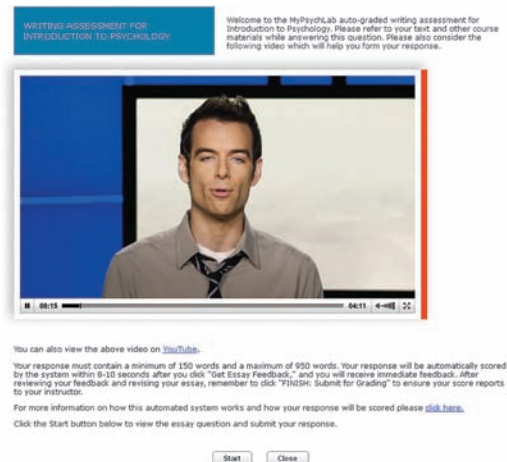 WRITING ASSESSMENT FOR
INTRODUCTION TO PSYCHOLOGY
Welcome to the MyPsychLab auto-graded writing assessment for
Introduction to Psychology. Please refer to your text and other course
materials while answering this question. Please also consider the
following video which will help you form your response.
00:15
04:11
You can also view the above video on YouTube.
Your response must contain a minimum of 150 words and a maximum of 950 words. Your response will be automatically scored
by the system within 8-10 seconds after you click "Get Essay Feedback," and you will receive immediate feedback. After
reviewing your feedback and revising your essay, remember to click "FINISH: Submit for Grading" to ensure your score reports
to your instructor.
For more information on how this automated system works and how your response will be scored please click here.
Click the Start button below to view the essay question and submit your response.
Start
Close